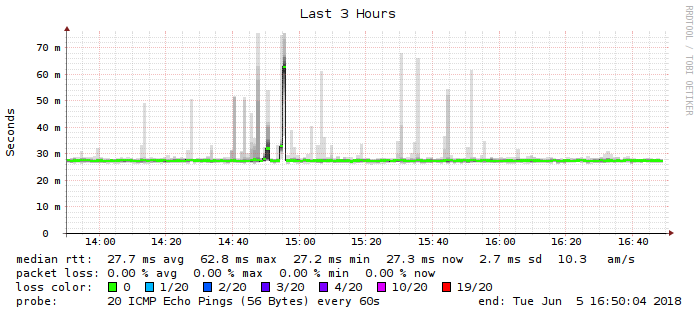 Last 3 Hours
RRDTOOL / TOBI OETIKER
Seconds
70 m
60 m
50 m
40 m
30 m
20 m
10 m
0
14:00 14:20 14:40 15:00 15:20 15:40 16:00 16:20 16:40
median rtt: 27.7 ms avg 62.8 ms max 27.2 ms min 27.3 ms now 2.7 ms sd 10.3 am/s
packet loss: 0.00 % avg 0.00 % max 0.00 % min 0.00 % now
loss color: 0 1/20 2/20 3/20 4/20 10/20 19/20
probe: 20 ICMP Echo Pings (56 Bytes) every 60s end: Tue Jun 5 16:50:04 2018